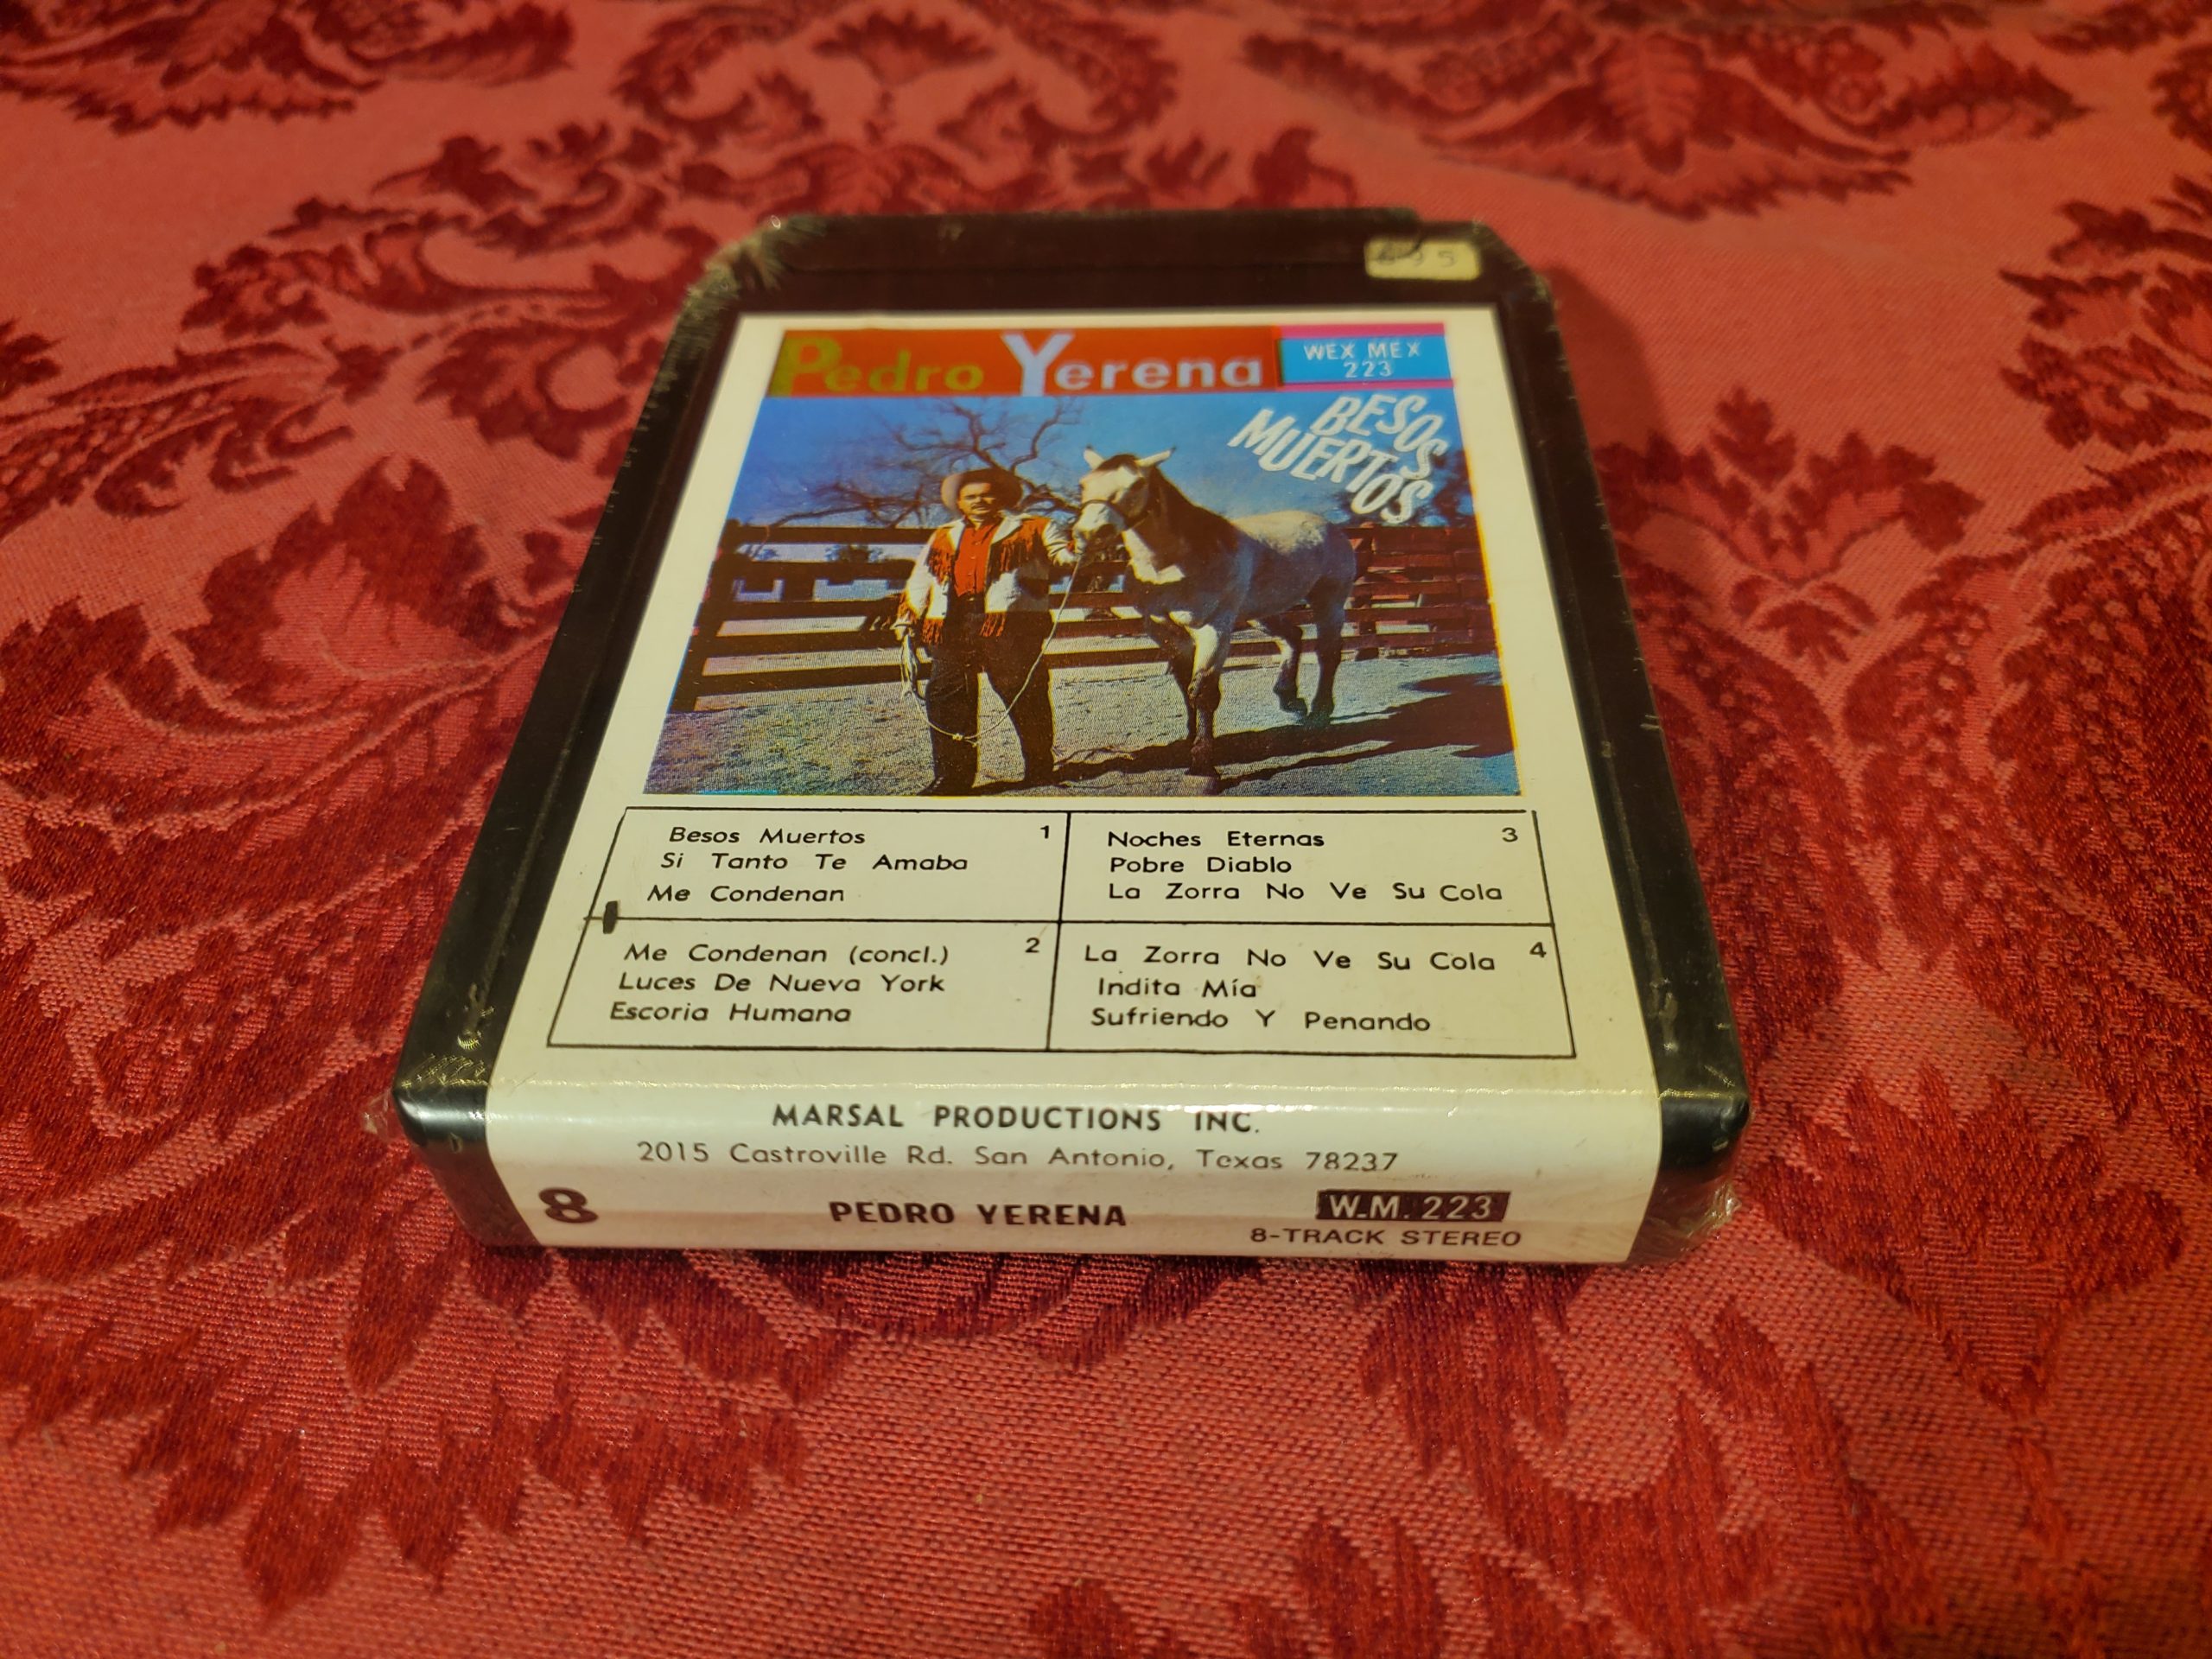 Pedro Yerena
WEX MEX
223
BESOS
MUERTOS
Besos Muertos 1
Si Tanto Te Amaba
Me Condenan
Me Condenan (concl.) 2
Luces De Nueva York
Escoria Humana
Noches Eternas 3
Pobre Diablo
La Zorra No Ve Su Cola
La Zorra No Ve Su Cola 4
Indita Mía
Sufriendo Y Penando
MARSAL PRODUCTIONS INC.
2015 Castroville Rd. San Antonio, Texas 78237
8 PEDRO YERENA W.M. 223
8-TRACK STEREO